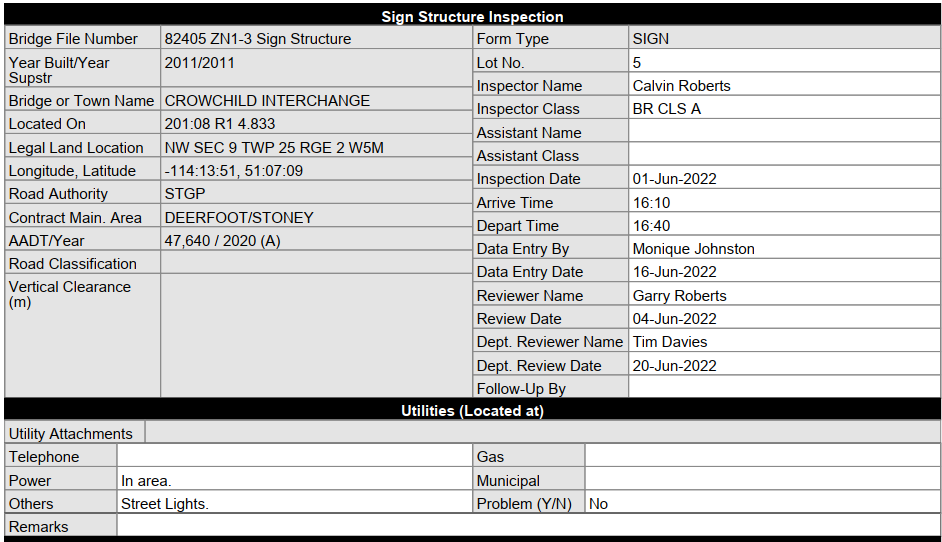 Sign Structure Inspection
Bridge File Number 82405 ZN1-3 Sign Structure Form Type SIGN
Year Built/Year Supstr 2011/2011 Lot No. 5
Inspector Name Calvin Roberts
Bridge or Town Name CROWCHILD INTERCHANGE Inspector Class BR CLS A
Located On 201:08 R1 4.833 Assistant Name
Legal Land Location NW SEC 9 TWP 25 RGE 2 W5M Assistant Class
Longitude, Latitude -114:13:51, 51:07:09 Inspection Date 01-Jun-2022
Road Authority STGP Arrive Time 16:10
Contract Main. Area DEERFOOT/STONEY Depart Time 16:40
AADT/Year 47,640 / 2020 (A) Data Entry By Monique Johnston
Road Classification Data Entry Date 16-Jun-2022
Vertical Clearance (m) Reviewer Name Garry Roberts
Review Date 04-Jun-2022
Dept. Reviewer Name Tim Davies
Dept. Review Date 20-Jun-2022
Follow-Up By
Utilities (Located at)
Utility Attachments
Telephone Gas
Power In area. Municipal
Others Street Lights. Problem (Y/N) No
Remarks